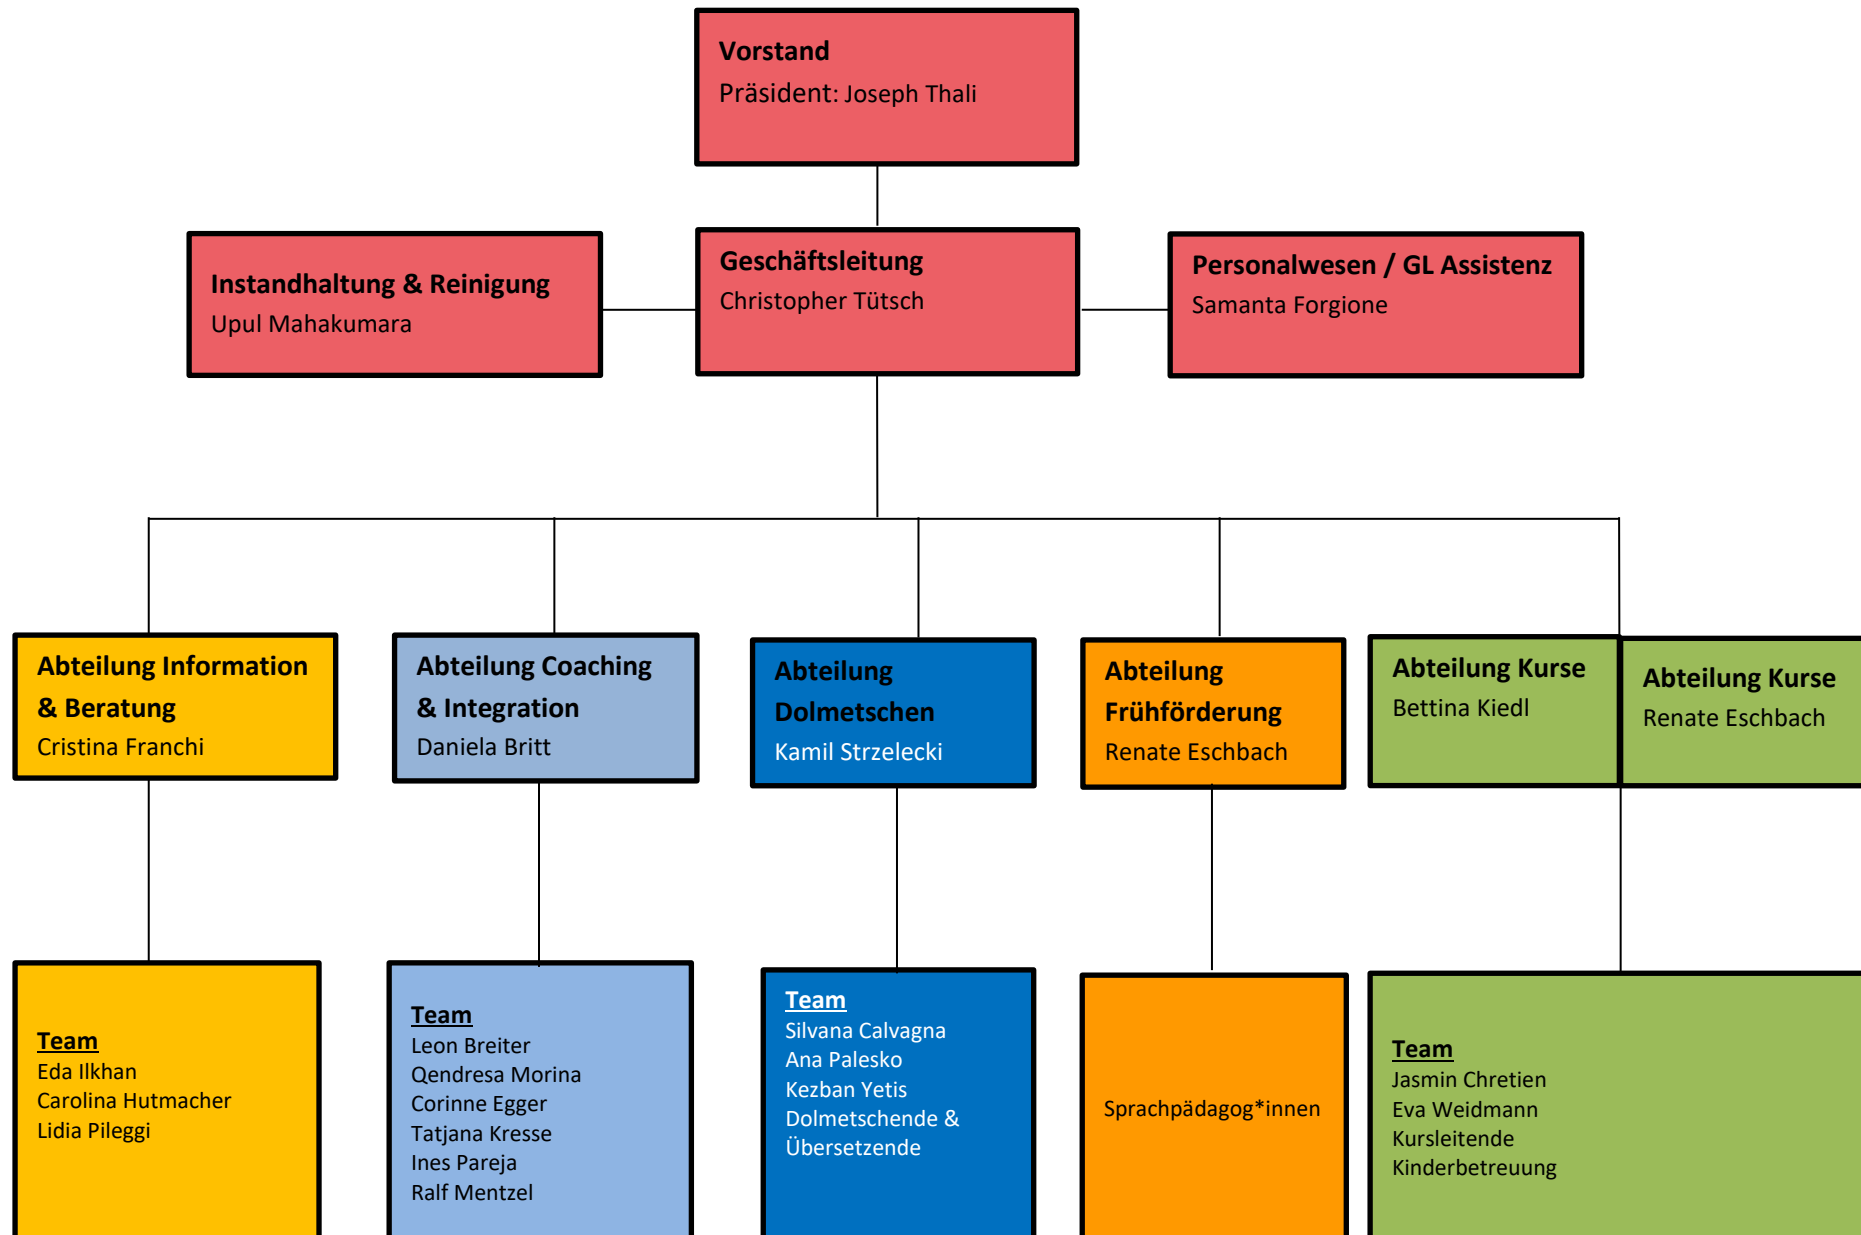 Vorstand
Präsident: Joseph Thali
Instandhaltung & Reinigung
Upul Mahakumara
Geschäftsleitung
Christopher Tütsch
Personalwesen / GL Assistenz
Samanta Forgione
Abteilung Information
& Beratung
Cristina Franchi
Abteilung Coaching
& Integration
Daniela Britt
Abteilung
Dolmetschen
Kamil Strzelecki
Abteilung
Frühförderung
Renate Eschbach
Abteilung Kurse
Bettina Kiedl
Abteilung Kurse
Renate Eschbach
Team
Eda Ilkhan
Carolina Hutmacher
Lidia Pileggi
Team
Leon Breiter
Qendresa Morina
Corinne Egger
Tatjana Kresse
Ines Pareja
Ralf Mentzel
Team
Silvana Calvagna
Ana Palesko
Kezban Yetis
Dolmetschende &
Übersetzende
Sprachpädagog*innen
Team
Jasmin Chretien
Eva Weidmann
Kursleitende
Kinderbetreuung